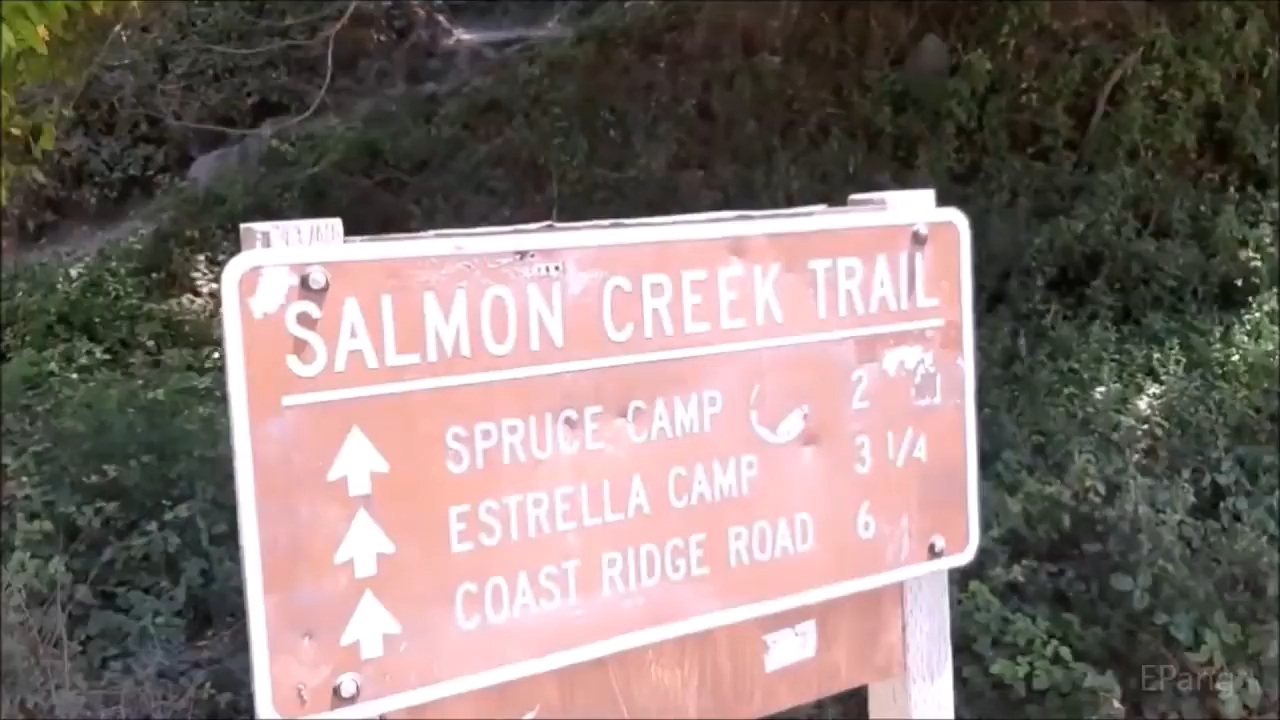 SALMON CREEK TRAIL
SPRUCE CAMP 2
ESTRELLA CAMP 3 1/4
COAST RIDGE ROAD 6